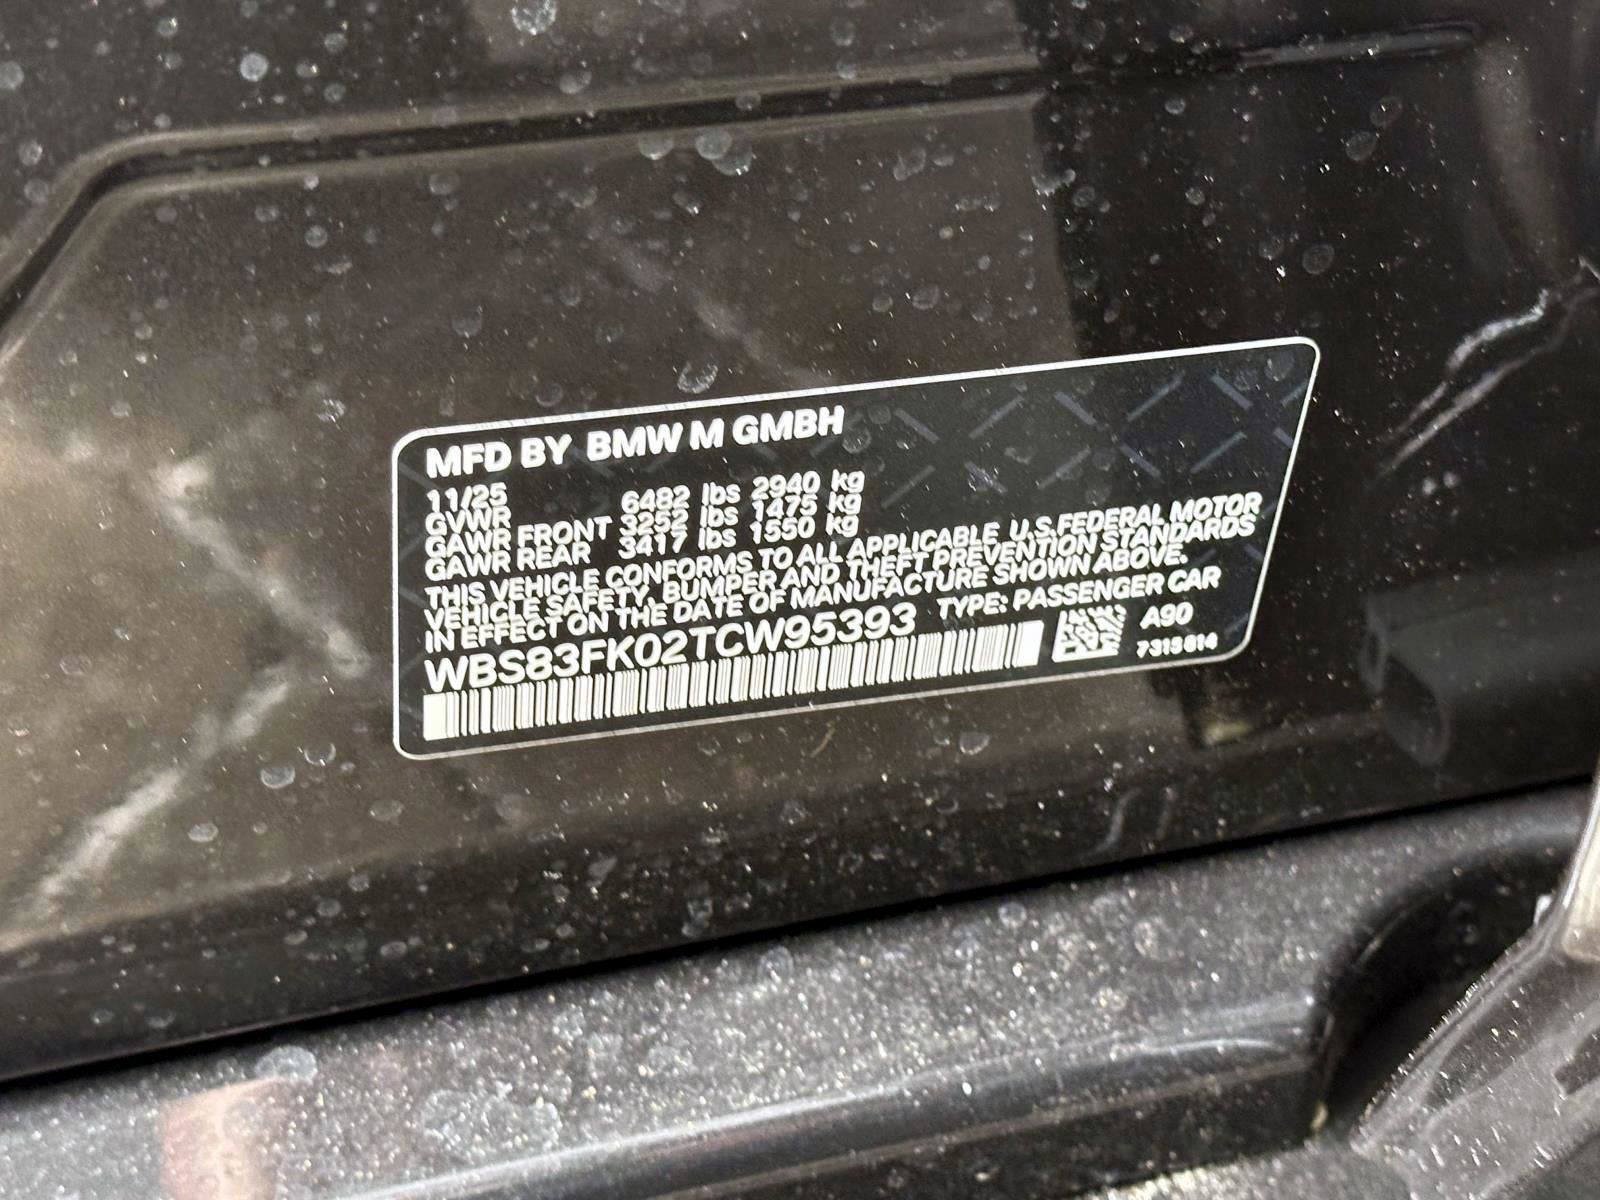 MFD BY BMW M GMBH
11/25
GVWR 6482 lbs 2940 kg
GAWR FRONT 3252 lbs 1475 kg
GAWR REAR 3417 lbs 1550 kg
THIS VEHICLE CONFORMS TO ALL APPLICABLE U.S.FEDERAL MOTOR
VEHICLE SAFETY, BUMPER AND THEFT PREVENTION STANDARDS
IN EFFECT ON THE DATE OF MANUFACTURE SHOWN ABOVE.
WBS83FK02TCW95393 TYPE: PASSENGER CAR
A90
7315614